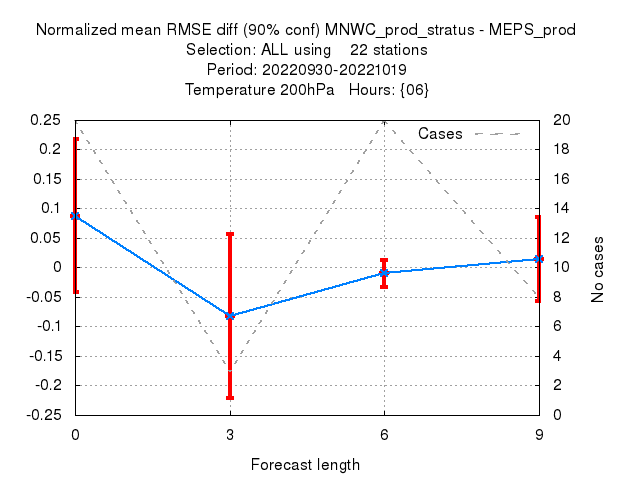 Normalized mean RMSE diff (90% conf) MNWC_prod_stratus - MEPS_prod
Selection: ALL using 22 stations
Period: 20220930-20221019
Temperature 200hPa Hours: {06}
Cases
0.25
0.2
0.15
0.1
0.05
0
-0.05
-0.1
-0.15
-0.2
-0.25
20
18
16
14
12
10
8
6
4
2
0
No cases
0 3 6 9
Forecast length